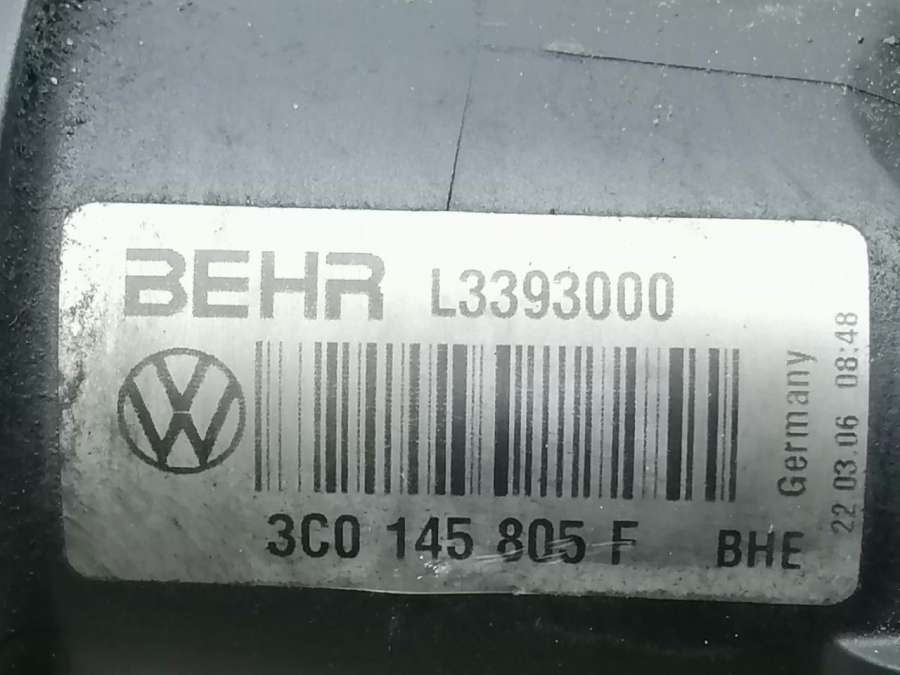 BEHR L3393000
3C0 145 805 F BHE
Germany
22 03.06 08:48